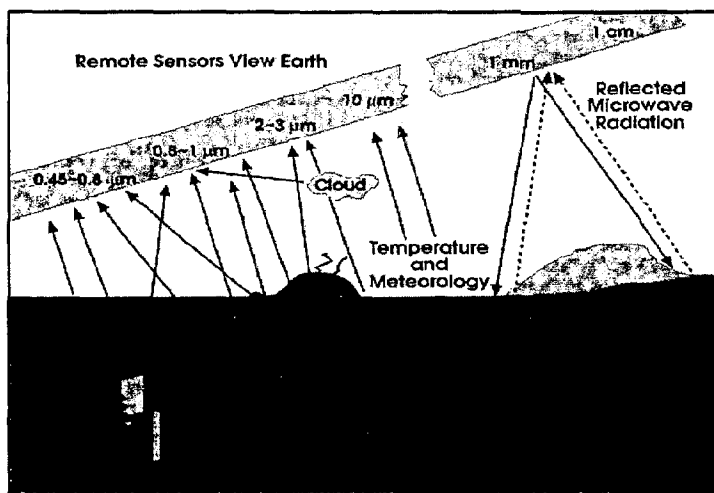 Remote Sensors View Earth
1 cm
1 mm
10 μm
2–3 μm
0.8–1 μm
0.45–0.8 μm
Reflected
Microwave
Radiation
Cloud
Temperature
and
Meteorology